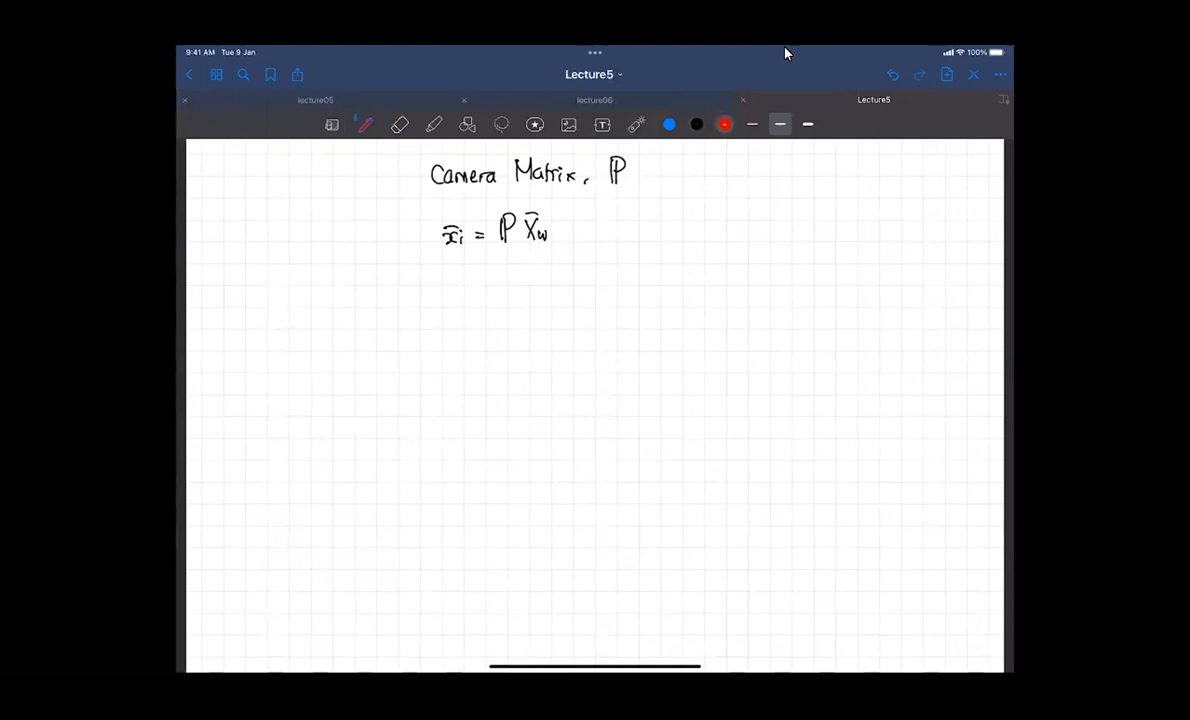 9:41 AM Tue 9 Jan
100%
Lecture5
lecture05
lecture06
Lecture5
T
Camera Matrix, ℙ
x̄ᵢ = ℙ X̄w